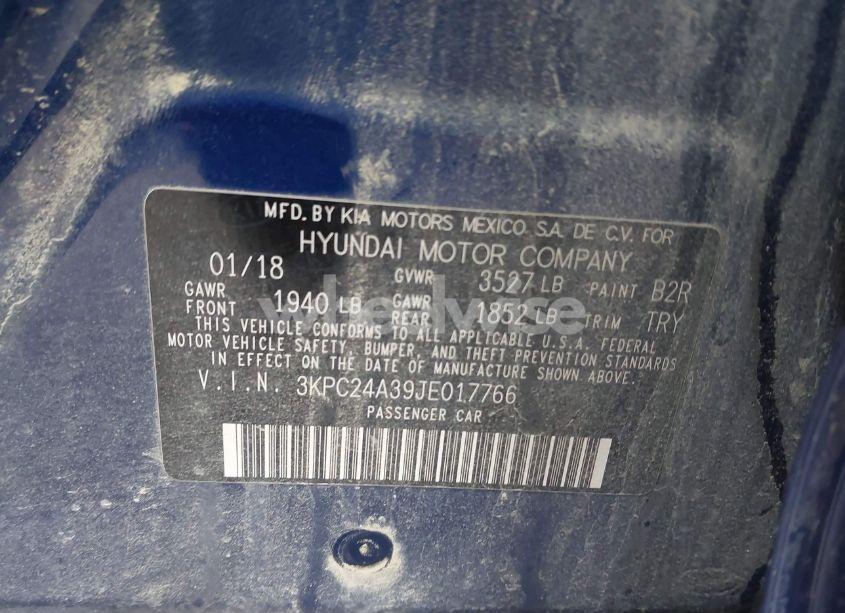 MFD. BY KIA MOTORS MEXICO S.A. DE C.V. FOR
HYUNDAI MOTOR COMPANY
01/18 GVWR 3527 LB PAINT B2R
GAWR FRONT 1940 LB GAWR REAR 1852 LB TRIM TRY
THIS VEHICLE CONFORMS TO ALL APPLICABLE U.S.A. FEDERAL
MOTOR VEHICLE SAFETY, BUMPER, AND THEFT PREVENTION STANDARDS
IN EFFECT ON THE DATE OF MANUFACTURE SHOWN ABOVE.
V.I.N. 3KPC24A39JE017766
PASSENGER CAR
wheelwise